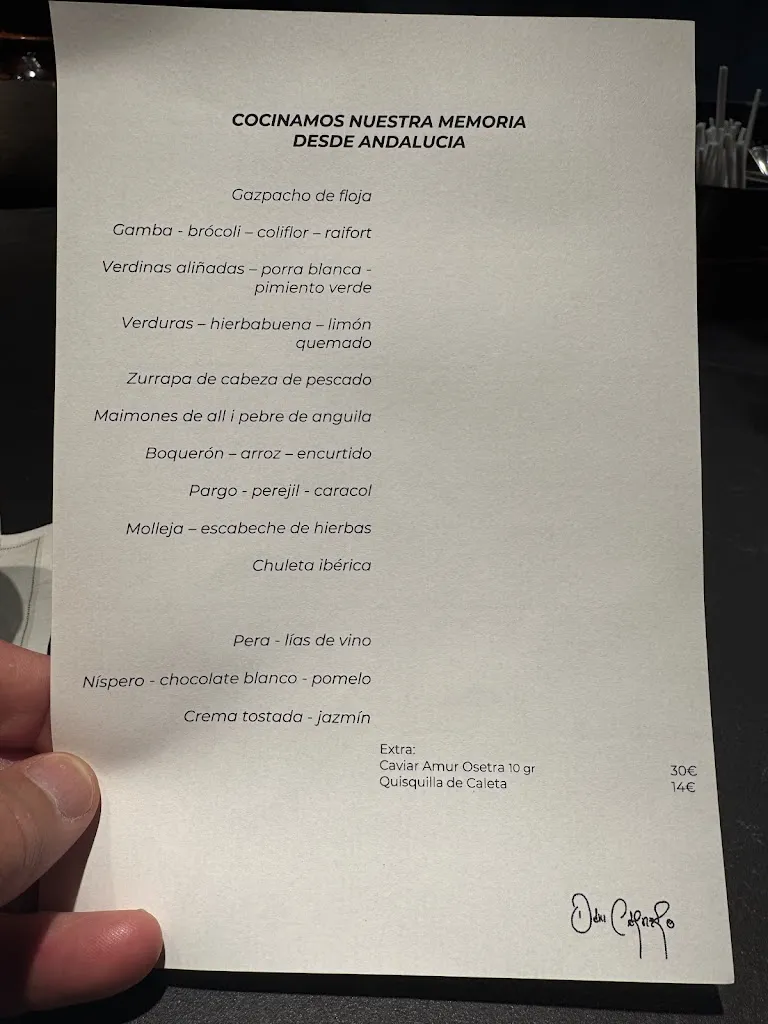 COCINAMOS NUESTRA MEMORIA
DESDE ANDALUCIA
Gazpacho de floja
Gamba - brócoli – coliflor – raifort
Verdinas aliñadas – porra blanca -
pimiento verde
Verduras – hierbabuena – limón
quemado
Zurrapa de cabeza de pescado
Maimones de all i pebre de anguila
Boquerón – arroz – encurtido
Pargo - perejil - caracol
Molleja – escabeche de hierbas
Chuleta ibérica
Pera - lías de vino
Níspero - chocolate blanco - pomelo
Crema tostada - jazmín
Extra:
Caviar Amur Osetra 10 gr 30€
Quisquilla de Caleta 14€